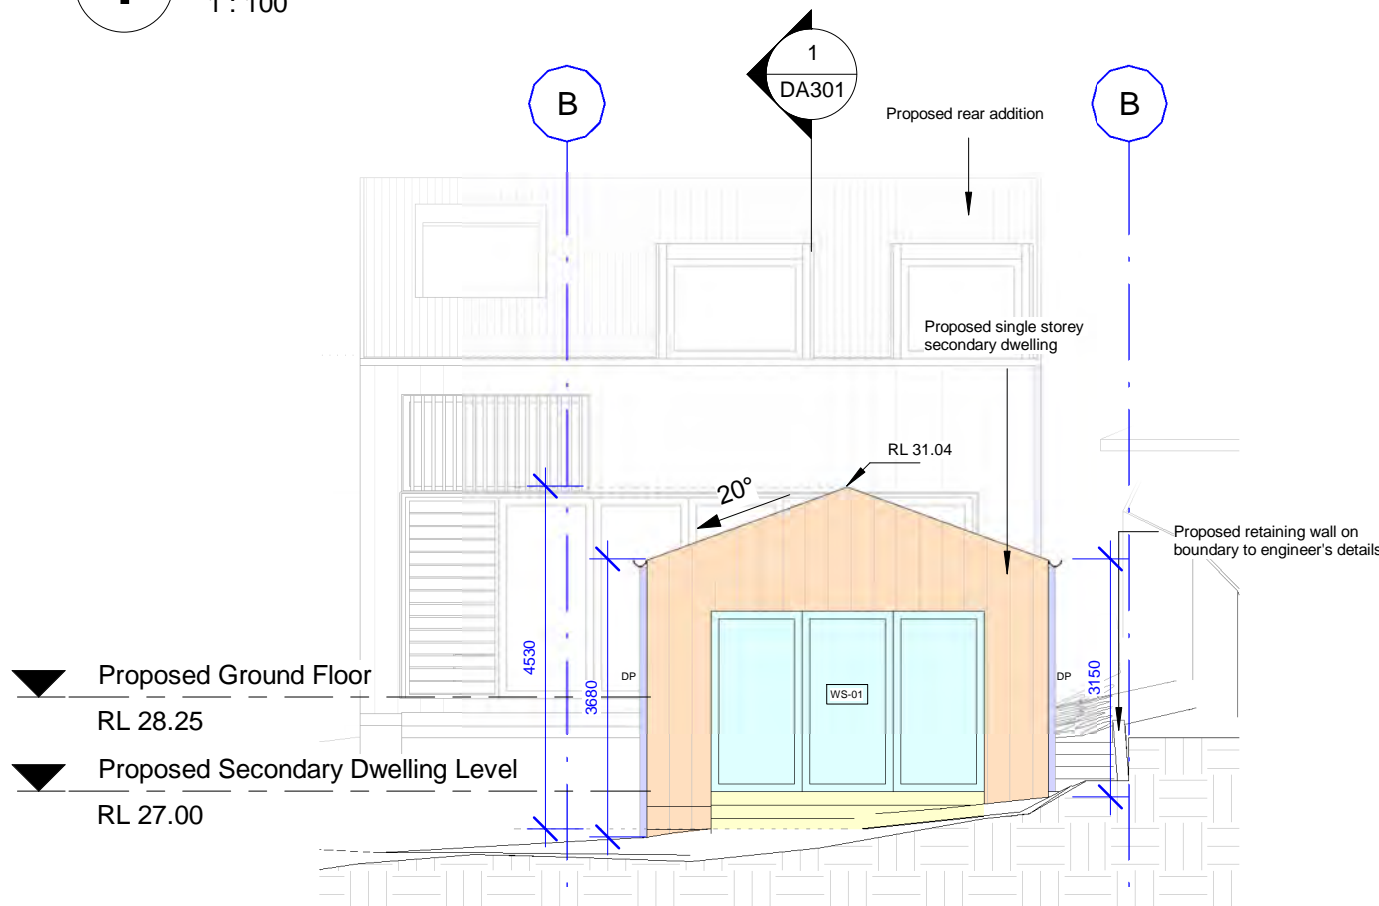 1 : 100
1
DA301
B
B
Proposed rear addition
Proposed single storey
secondary dwelling
RL 31.04
20°
Proposed retaining wall on
boundary to engineer's details
4530
3680
DP
WS-01
DP
3150
Proposed Ground Floor
RL 28.25
Proposed Secondary Dwelling Level
RL 27.00